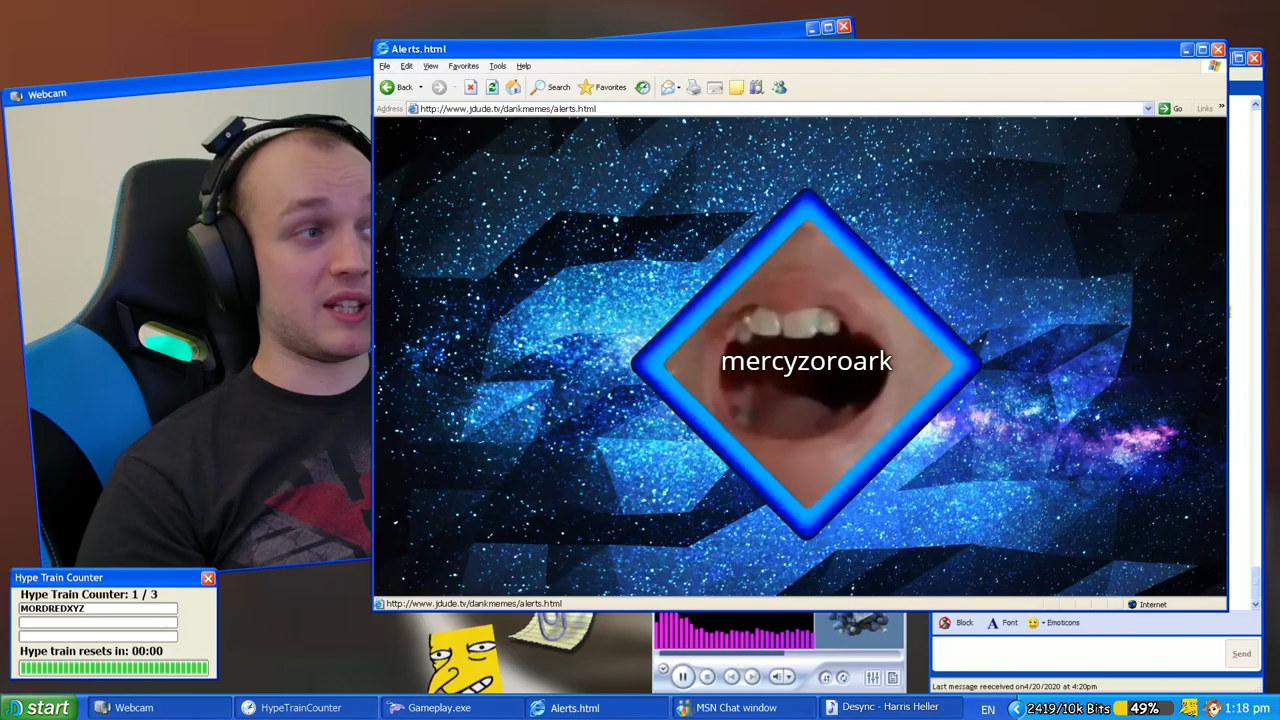 Webcam
Alerts.html
File Edit View Favorites Tools Help
Back Search Favorites
Address http://www.jdude.tv/dankmemes/alerts.html Go Links »
mercyzoroark
http://www.jdude.tv/dankmemes/alerts.html Internet
Hype Train Counter
Hype Train Counter: 1 / 3
MORDREDXYZ
Hype train resets in: 00:00
Block Font Emoticons
Send
Last message reeceived on4/20/2020 at 4:20pm
start Webcam HypeTrainCounter Gameplay.exe Alerts.html MSN Chat window Desync - Harris Heller EN 2419/10k Bits 49% 1:18 pm